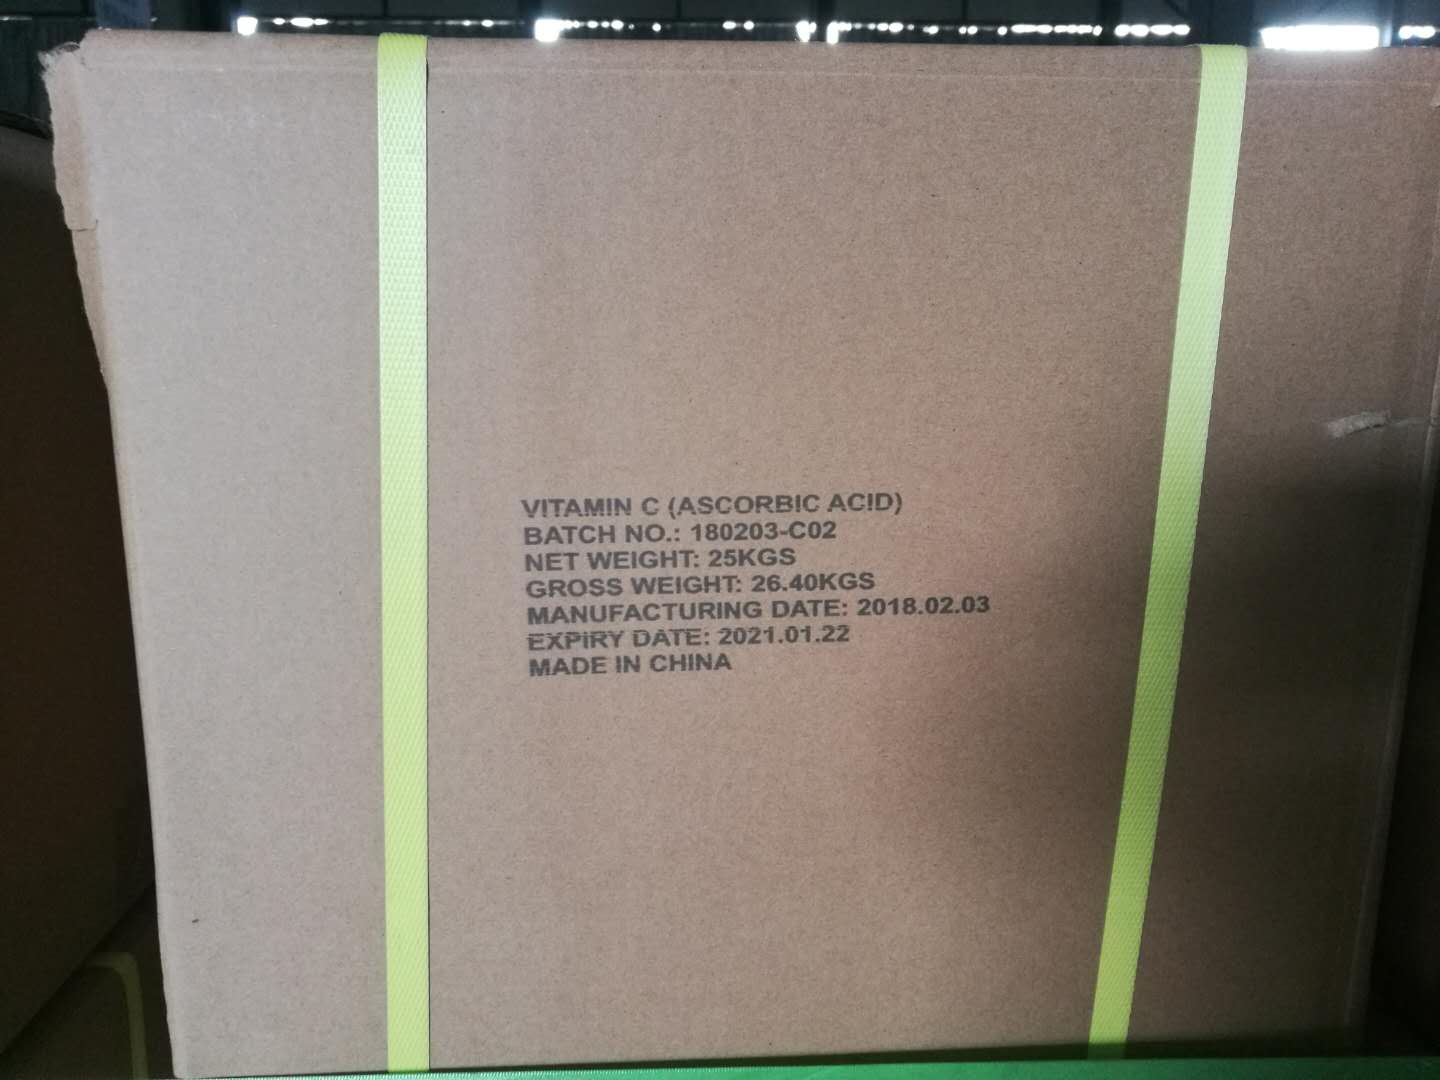 VITAMIN C (ASCORBIC ACID)
BATCH NO.: 180203-C02
NET WEIGHT: 25KGS
GROSS WEIGHT: 26.40KGS
MANUFACTURING DATE: 2018.02.03
EXPIRY DATE: 2021.01.22
MADE IN CHINA